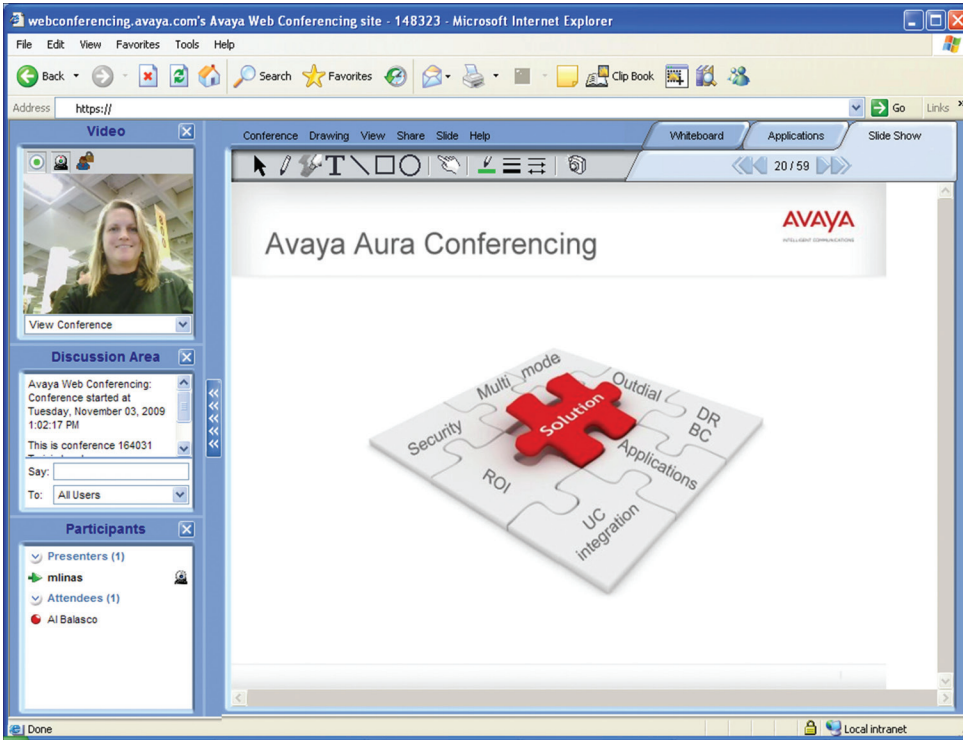 webconferencing.avaya.com's Avaya Web Conferencing site - 148323 - Microsoft Internet Explorer
File Edit View Favorites Tools Help
Back Search Favorites Clip Book
Address https:// Go Links
Video
View Conference
Discussion Area
Avaya Web Conferencing:
Conference started at
Tuesday, November 03, 2009
1:02:17 PM
This is conference 164031
Say:
To: All Users
Participants
Presenters (1)
mlinas
Attendees (1)
Al Balasco
Conference Drawing View Share Slide Help
Whiteboard Applications Slide Show
T
20 / 59
AVAYA
INTELLIGENT COMMUNICATIONS
Avaya Aura Conferencing
Multi mode
Outdial
DR
BC
Security
Solution
Applications
ROI
UC
integration
Done
Local intranet